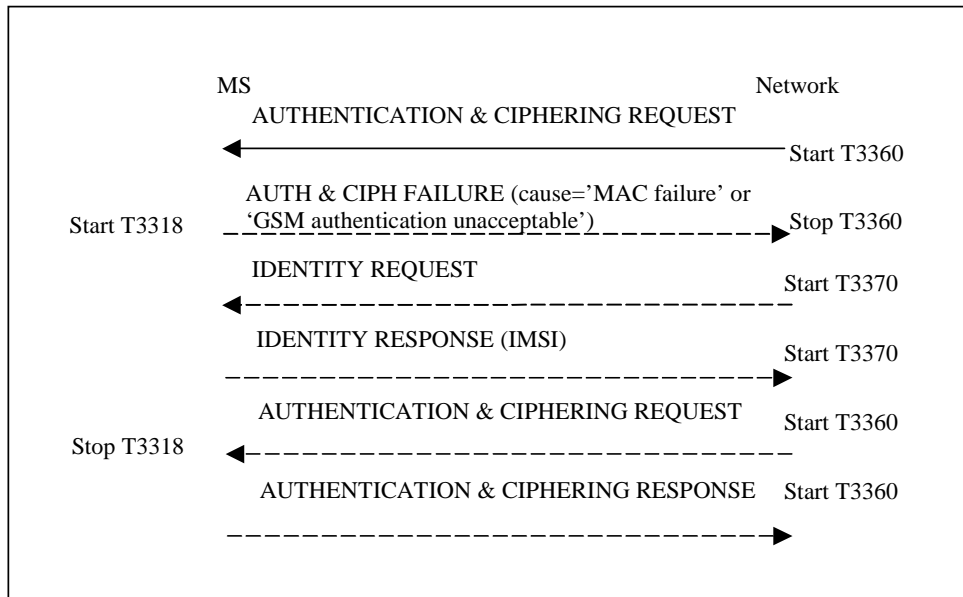 MS Network
AUTHENTICATION & CIPHERING REQUEST
Start T3360
AUTH & CIPH FAILURE (cause=’MAC failure’ or
‘GSM authentication unacceptable’)
Start T3318
Stop T3360
IDENTITY REQUEST
Start T3370
IDENTITY RESPONSE (IMSI)
Start T3370
AUTHENTICATION & CIPHERING REQUEST
Start T3360
Stop T3318
AUTHENTICATION & CIPHERING RESPONSE
Start T3360